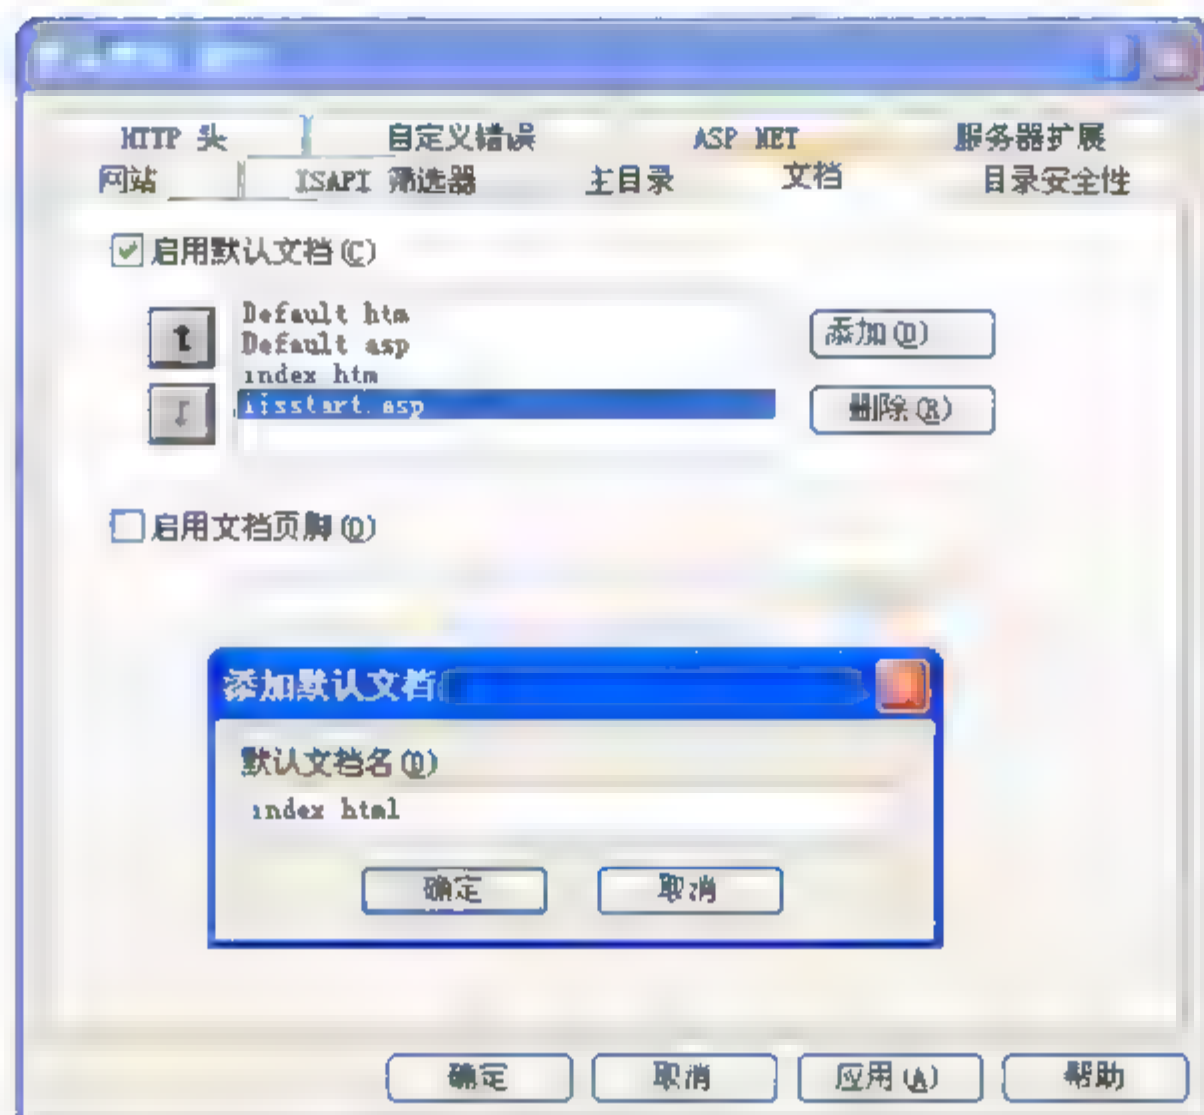 HTTP 头 自定义错误 ASP NET 服务器扩展
网站 ISAPI 筛选器 主目录 文档 目录安全性
启用默认文档(C)
Default htm
Default asp
index htm
iisstart.asp
添加(D)
删除(R)
启用文档页脚(O)
添加默认文档
默认文档名(Q)
index html
确定 取消
确定 取消 应用(A) 帮助